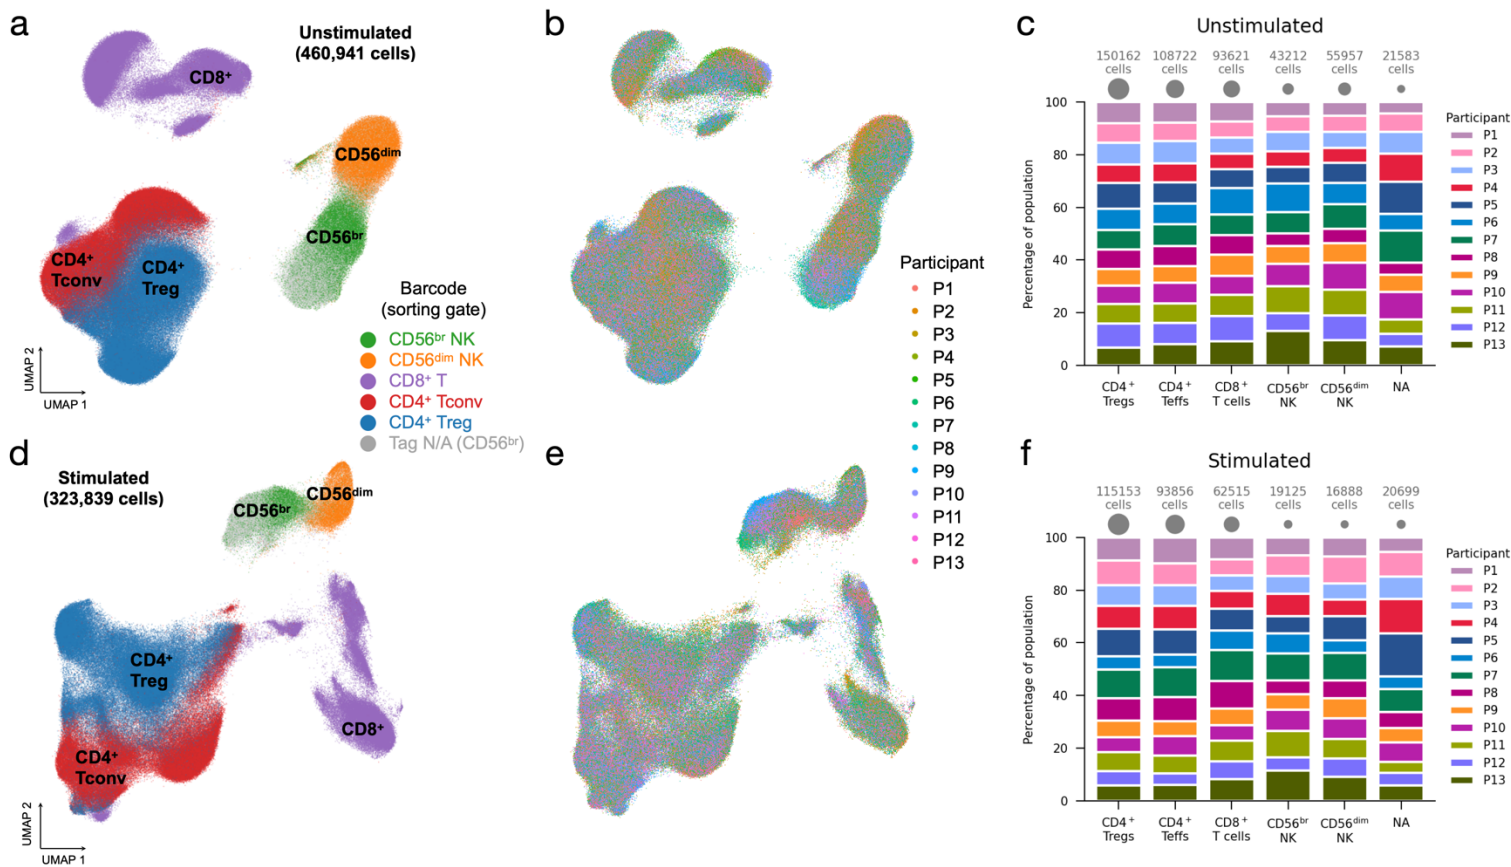 a
Unstimulated
(460,941 cells)
CD8⁺
CD56ᵈⁱᵐ
CD56ᵇʳ
CD4⁺
Tconv
CD4⁺
Treg
UMAP 2
UMAP 1
Barcode
(sorting gate)
CD56ᵇʳ NK
CD56ᵈⁱᵐ NK
CD8⁺ T
CD4⁺ Tconv
CD4⁺ Treg
Tag N/A (CD56ᵇʳ)
b
Participant
P1
P2
P3
P4
P5
P6
P7
P8
P9
P10
P11
P12
P13
c
Unstimulated
150162 108722 93621 43212 55957 21583
cells cells cells cells cells cells
Percentage of population
100
80
60
40
20
0
CD4⁺ CD4⁺ CD8⁺ CD56ᵇʳ CD56ᵈⁱᵐ NA
Tregs Teffs T cells NK NK
Participant
P1
P2
P3
P4
P5
P6
P7
P8
P9
P10
P11
P12
P13
d
Stimulated
(323,839 cells)
CD56ᵇʳ
CD56ᵈⁱᵐ
CD4⁺
Treg
CD8⁺
CD4⁺
Tconv
UMAP 2
UMAP 1
e
f
Stimulated
115153 93856 62515 19125 16888 20699
cells cells cells cells cells cells
Percentage of population
100
80
60
40
20
0
CD4⁺ CD4⁺ CD8⁺ CD56ᵇʳ CD56ᵈⁱᵐ NA
Tregs Teffs T cells NK NK
Participant
P1
P2
P3
P4
P5
P6
P7
P8
P9
P10
P11
P12
P13